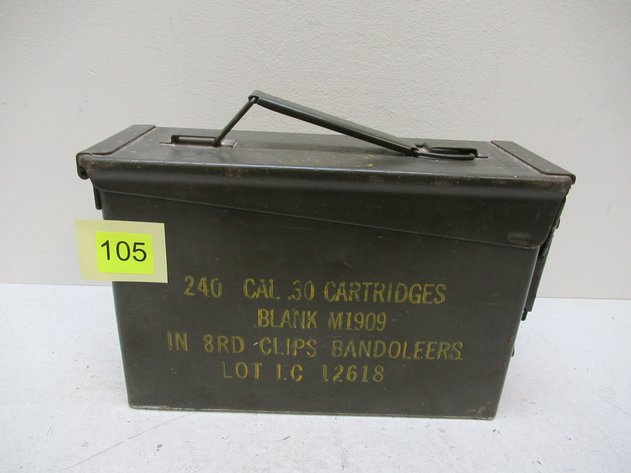 105
240 CAL .30 CARTRIDGES
BLANK M1909
IN 8RD CLIPS BANDOLEERS
LOT LC 12618